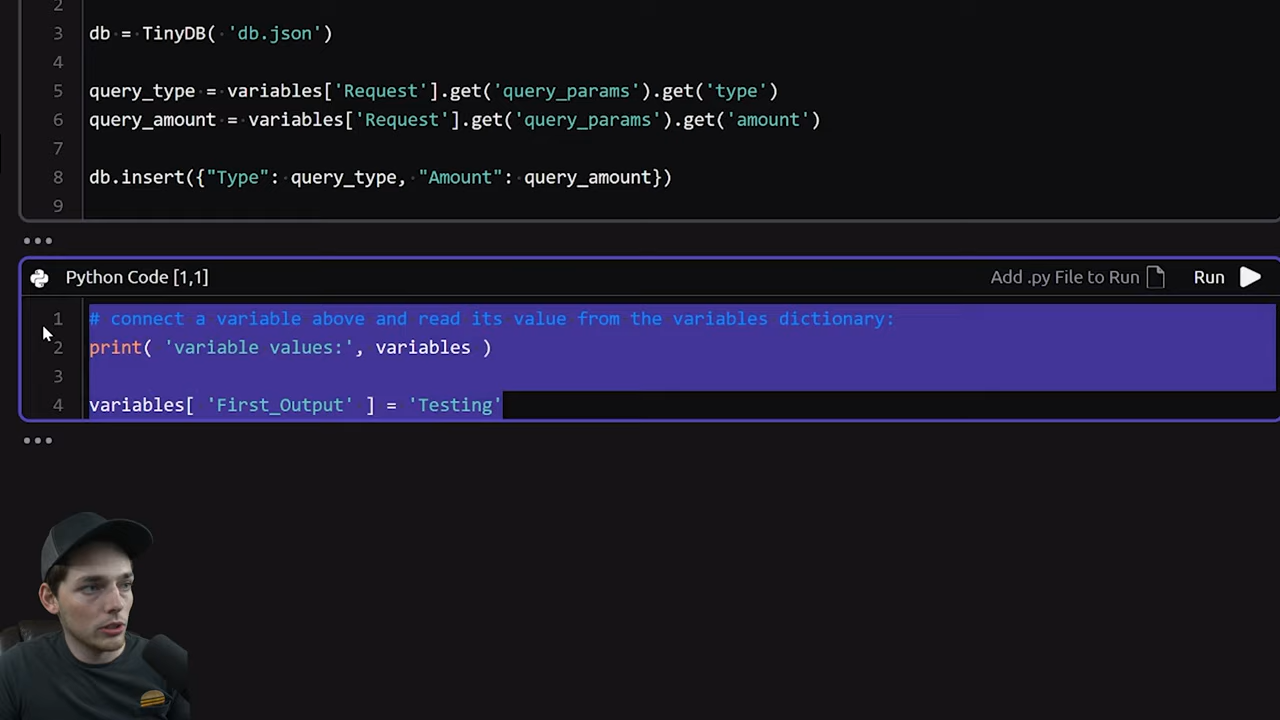 2
3 db = TinyDB( 'db.json')
4
5 query_type = variables['Request'].get('query_params').get('type')
6 query_amount = variables['Request'].get('query_params').get('amount')
7
8 db.insert({"Type": query_type, "Amount": query_amount})
9
Python Code [1,1] Add .py File to Run Run
1 # connect a variable above and read its value from the variables dictionary:
2 print( 'variable values:', variables )
3
4 variables[ 'First_Output' ] = 'Testing'